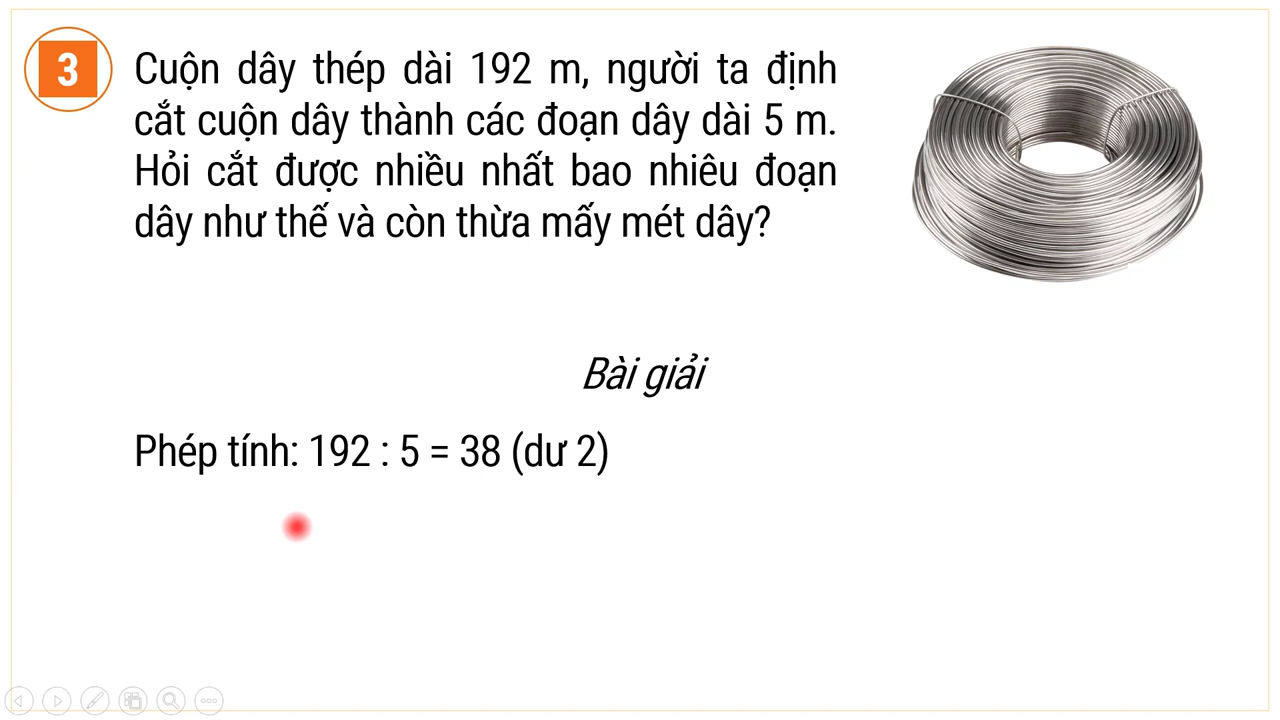 3
Cuộn dây thép dài 192 m, người ta định
cắt cuộn dây thành các đoạn dây dài 5 m.
Hỏi cắt được nhiều nhất bao nhiêu đoạn
dây như thế và còn thừa mấy mét dây?
Bài giải
Phép tính: 192 : 5 = 38 (dư 2)